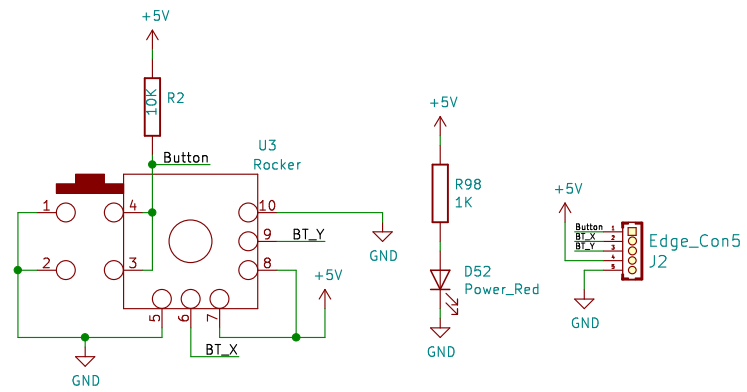 +5V
10K
R2
Button
U3
Rocker
1
4
10
9
BT_Y
2
3
8
GND
+5V
5
6
7
BT_X
GND
+5V
R98
1K
D52
Power_Red
GND
+5V
Button
1
BT_X
2
BT_Y
3
4
5
Edge_Con5
J2
GND